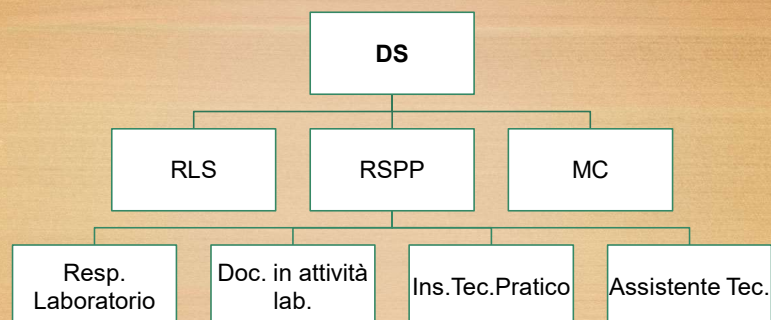 DS
RLS
RSPP
MC
Resp.
Laboratorio
Doc. in attività
lab.
Ins.Tec.Pratico
Assistente Tec.